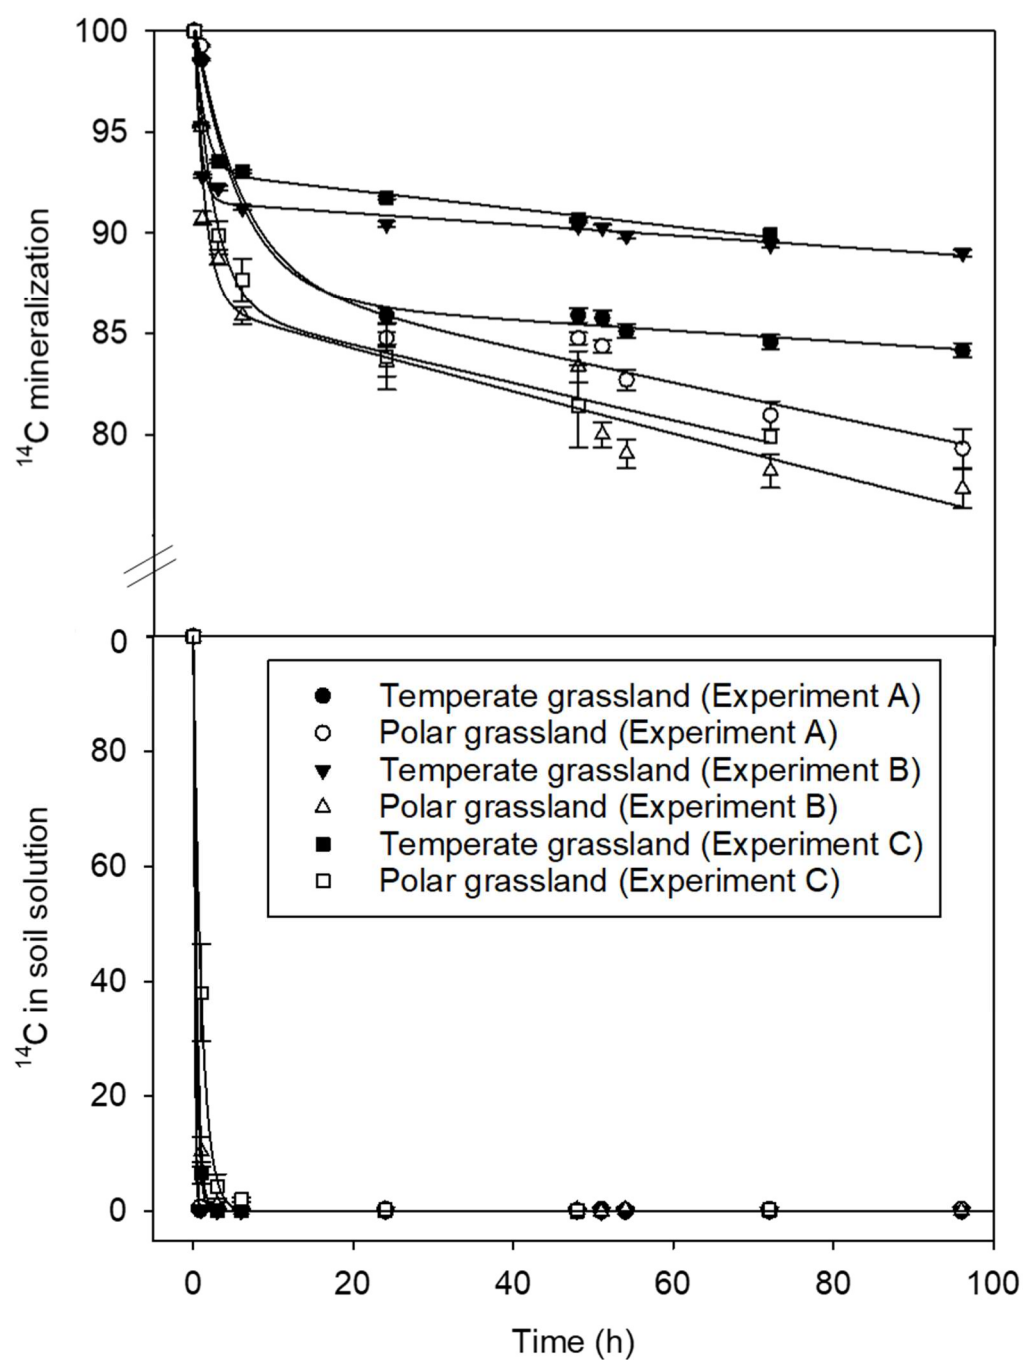 100
95
90
85
80
¹⁴C mineralization
0
80
60
40
20
0
¹⁴C in soil solution
Temperate grassland (Experiment A)
Polar grassland (Experiment A)
Temperate grassland (Experiment B)
Polar grassland (Experiment B)
Temperate grassland (Experiment C)
Polar grassland (Experiment C)
0 20 40 60 80 100
Time (h)